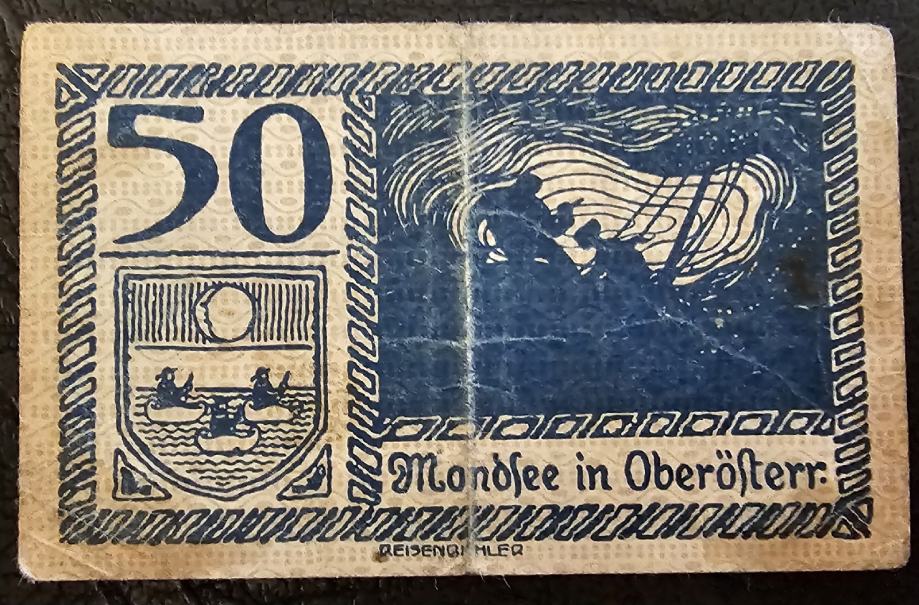 50
Mondsee in Oberösterr.
REISENBICHLER